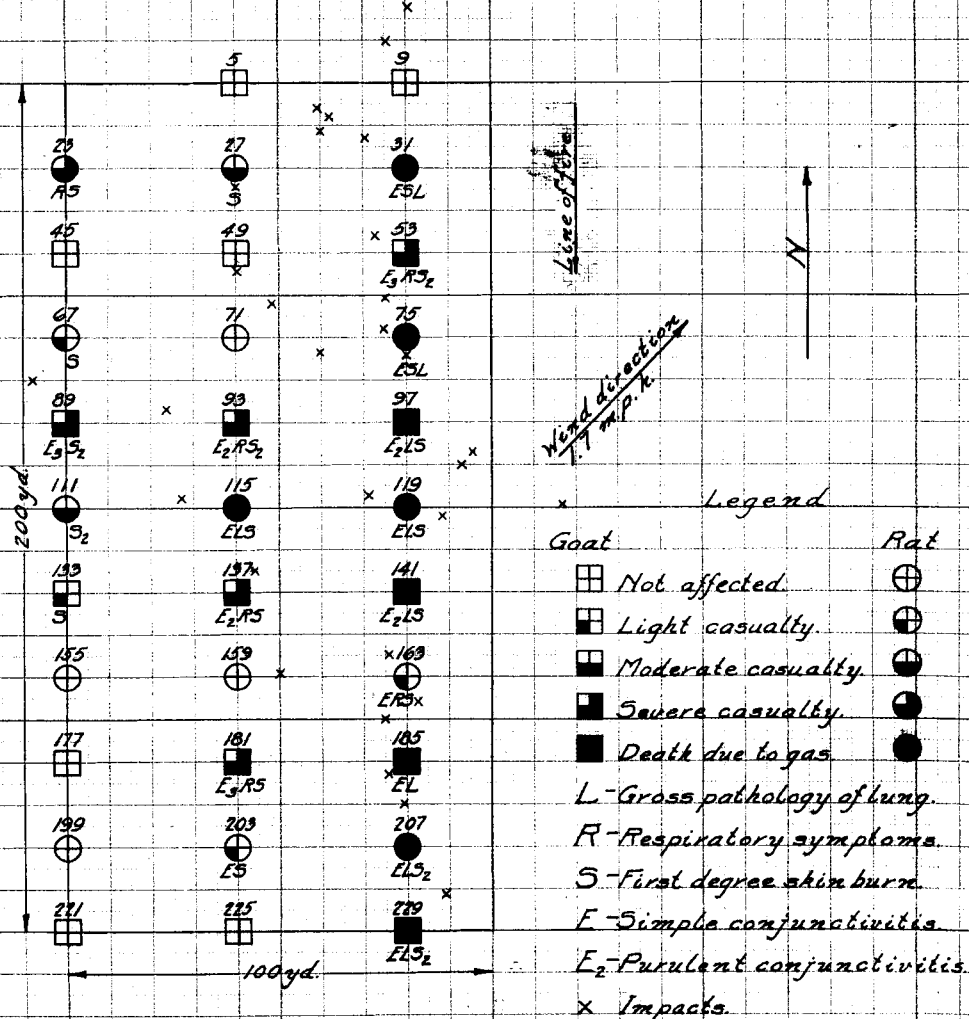 5 9
23 27 31
RS S ESL
45 49 53
E3RS2
67 71 75
S ESL
89 93 97
E3S2 E2RS2 E2LS
111 115 119
S2 ELS ELS
133 137 141
S E2RS E2LS
155 159 163
ERS
177 181 185
E3RS EL
199 203 207
ES ELS2
221 225 229
ELS2
200 yd.
100 yd.
Line of fire
N
Wind direction
1.7 m.p.h.
Legend
Goat Rat
Not affected.
Light casualty.
Moderate casualty.
Severe casualty.
Death due to gas
L-Gross pathology of lung.
R-Respiratory symptoms.
S-First degree skin burn.
E-Simple conjunctivitis.
E2-Purulent conjunctivitis.
x Impacts.